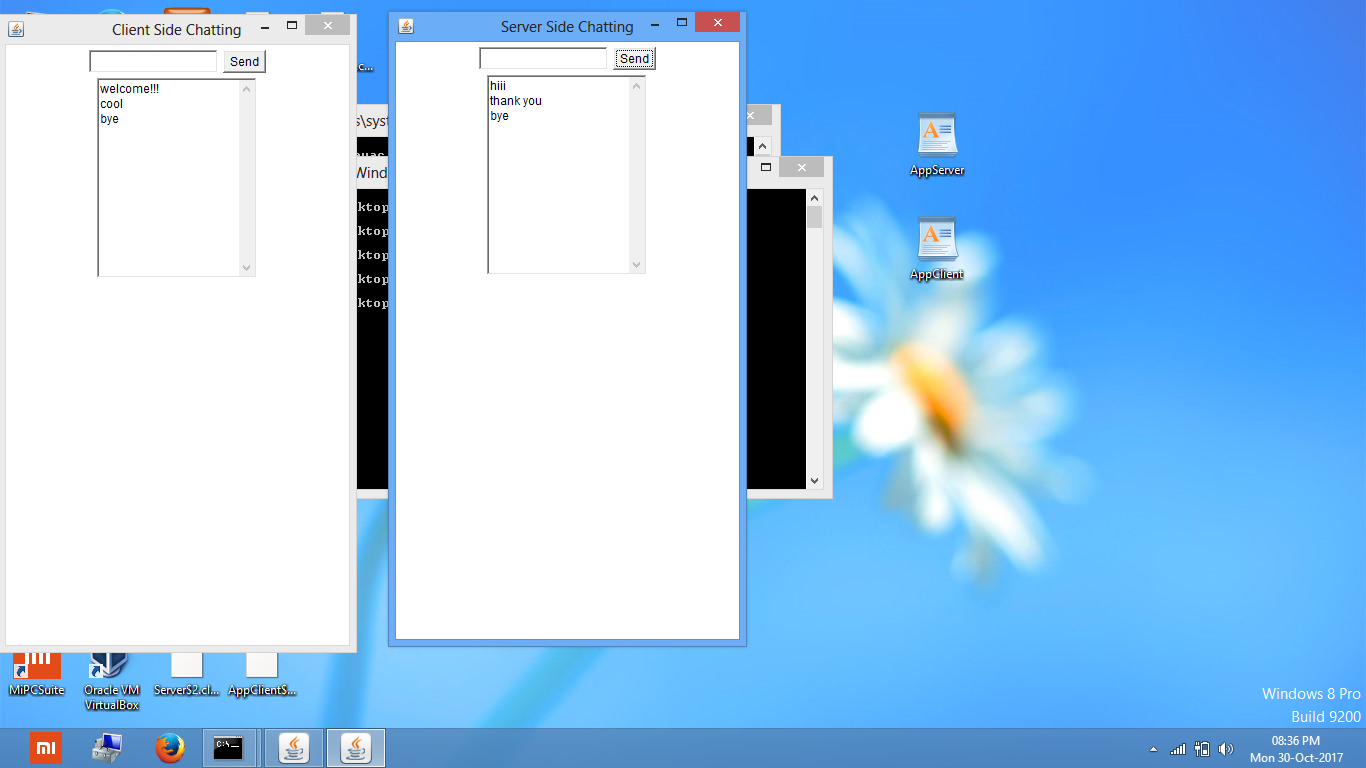 Client Side Chatting
Send
welcome!!!
cool
bye
Server Side Chatting
Send
hiii
thank you
bye
c...
s\syst
Wind
ktop
ktop
ktop
ktop
ktop
AppServer
AppClient
MiPCSuite
Oracle VM
VirtualBox
Server$2.cl...
AppClient$...
Windows 8 Pro
Build 9200
mi
C:\_
08:36 PM
Mon 30-Oct-2017